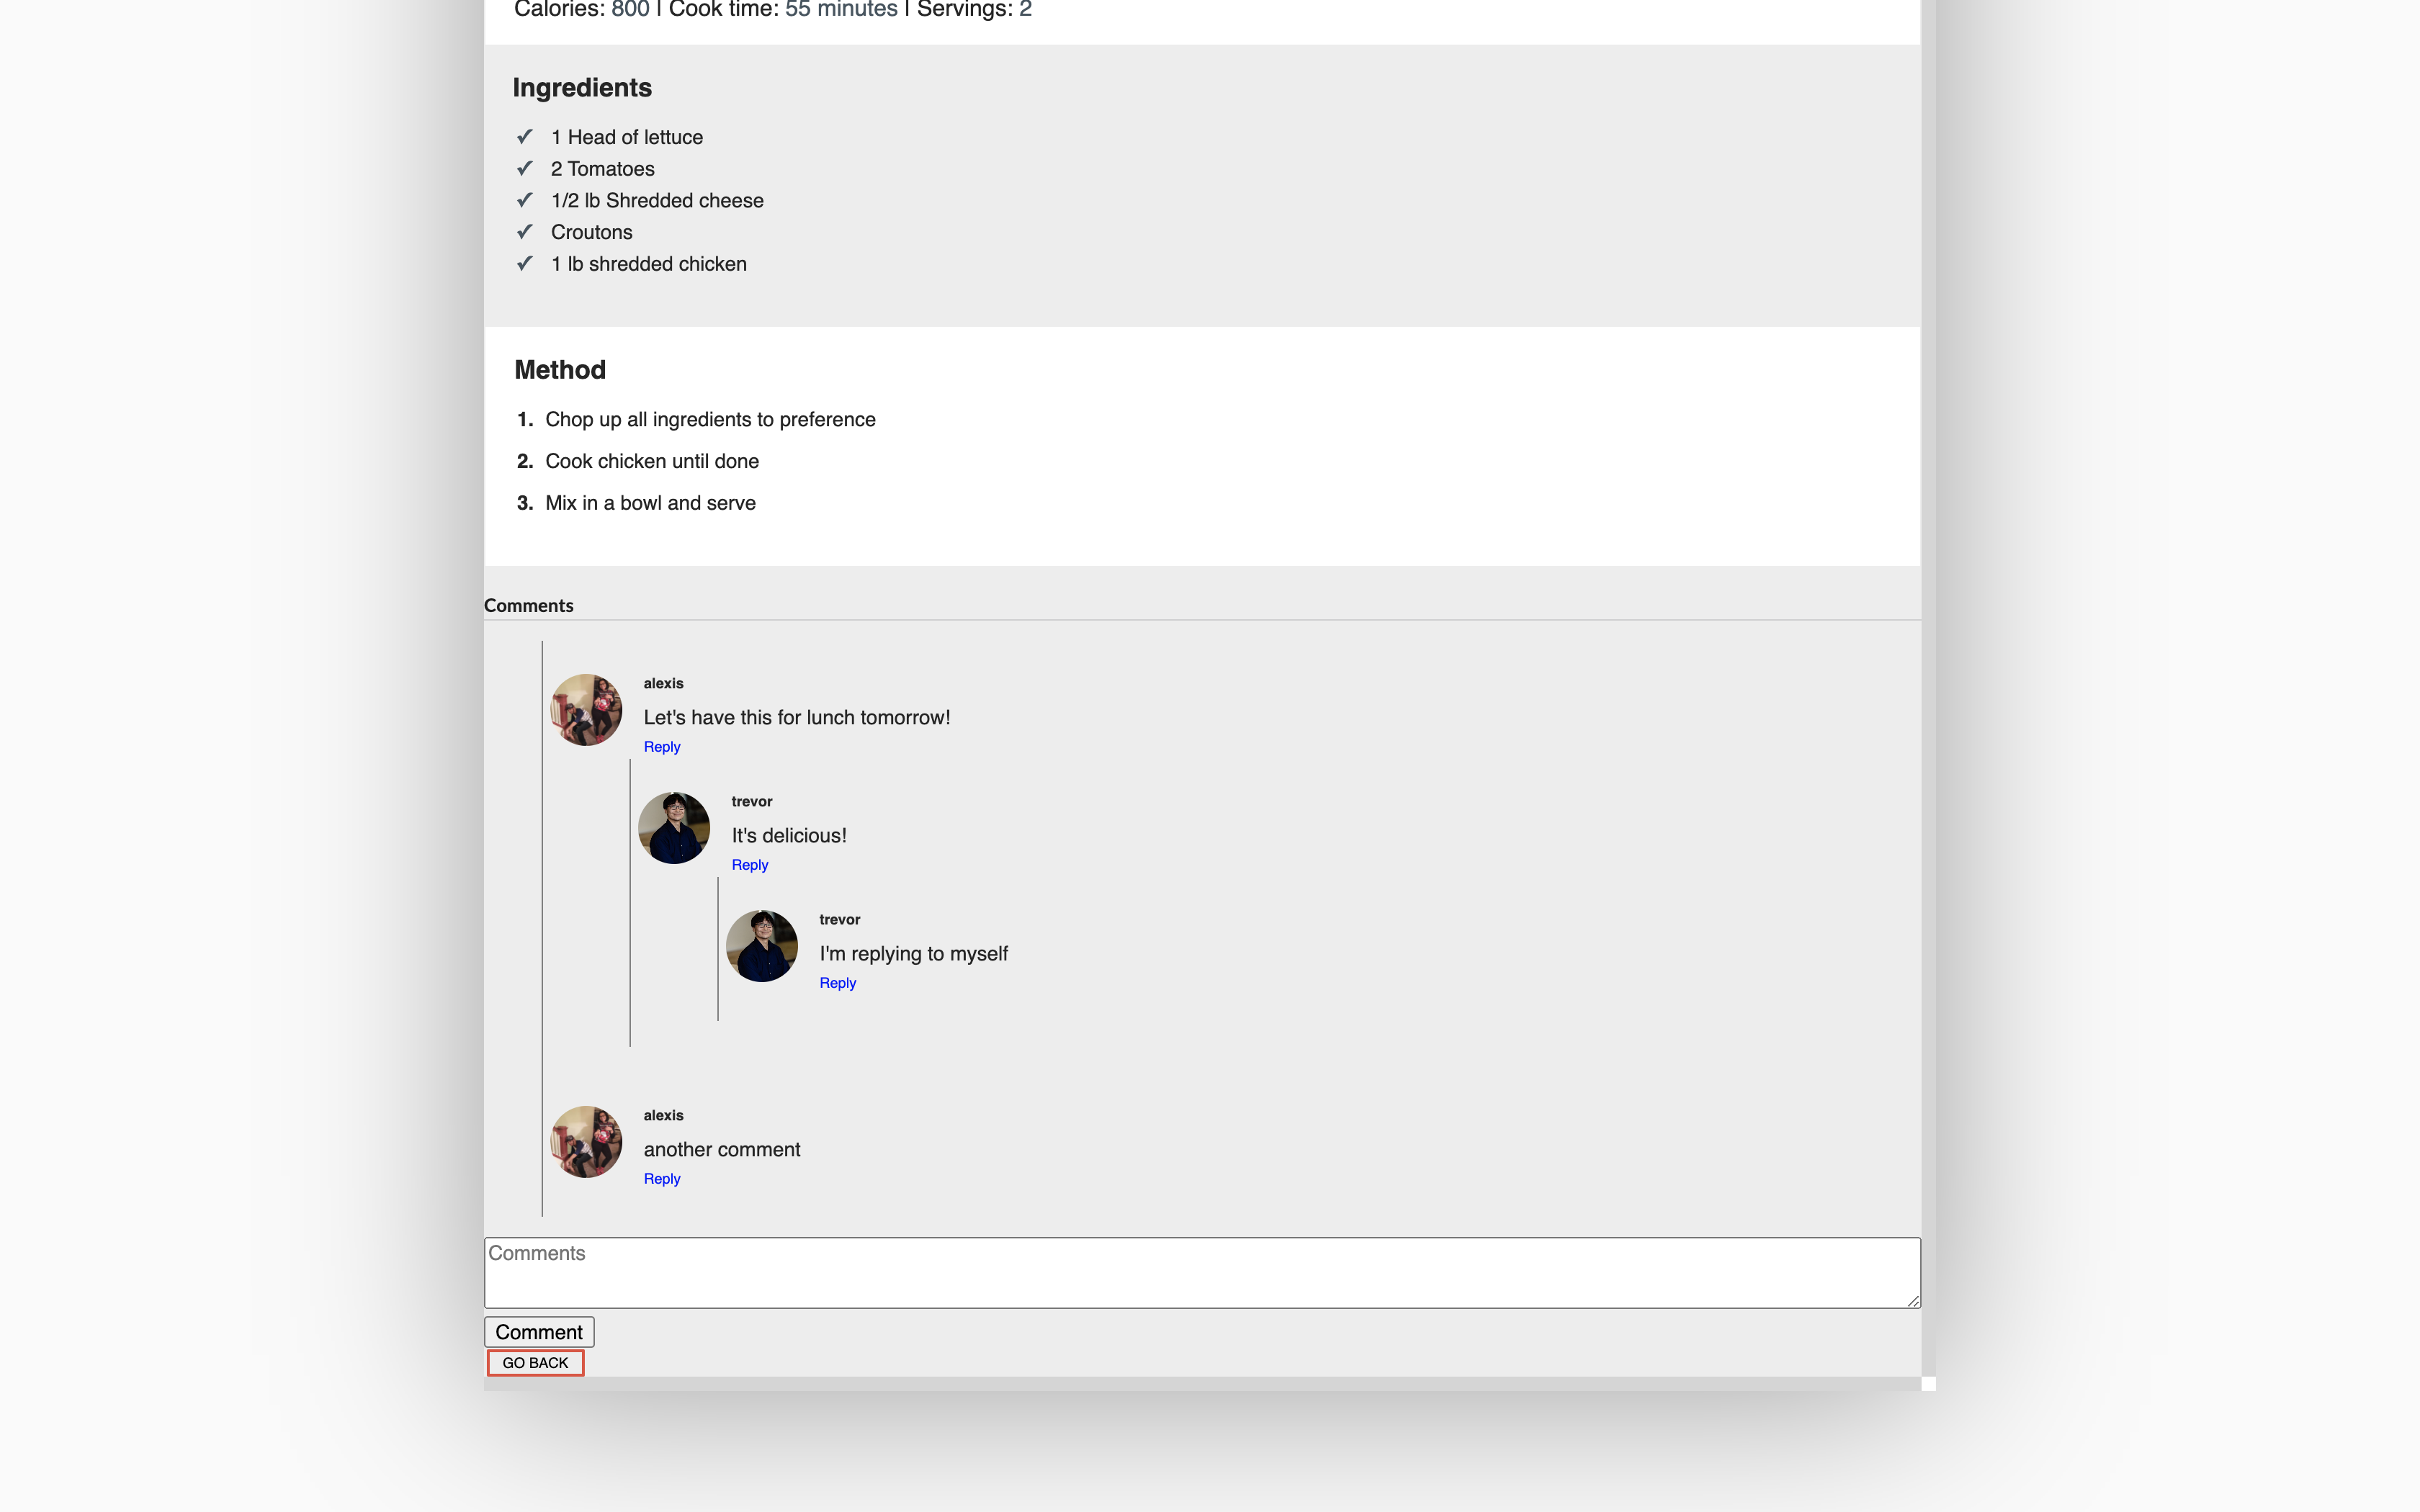 Calories: 800 | Cook time: 55 minutes | Servings: 2
Ingredients
✓ 1 Head of lettuce
✓ 2 Tomatoes
✓ 1/2 lb Shredded cheese
✓ Croutons
✓ 1 lb shredded chicken
Method
1. Chop up all ingredients to preference
2. Cook chicken until done
3. Mix in a bowl and serve
Comments
alexis
Let's have this for lunch tomorrow!
Reply
trevor
It's delicious!
Reply
trevor
I'm replying to myself
Reply
alexis
another comment
Reply
Comments
Comment
GO BACK